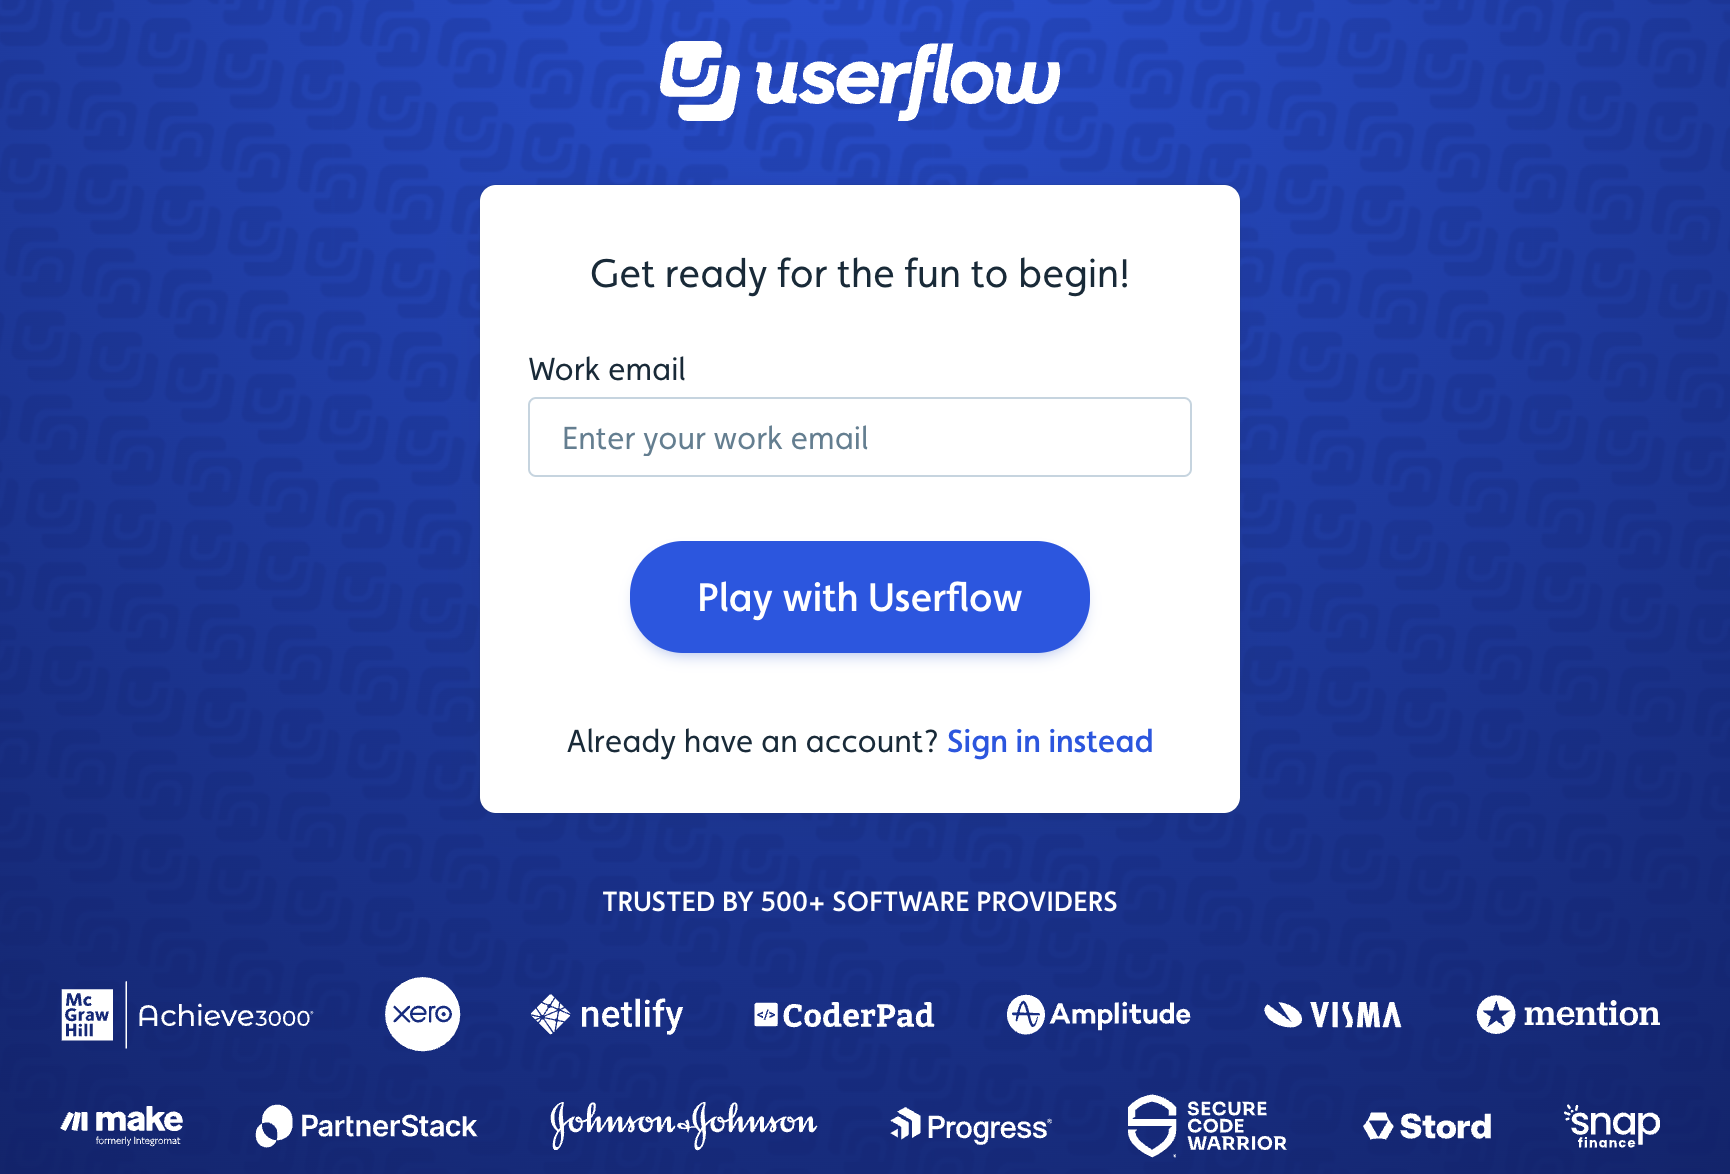 userflow
Get ready for the fun to begin!
Work email
Enter your work email
Play with Userflow
Already have an account? Sign in instead
TRUSTED BY 500+ SOFTWARE PROVIDERS
Mc
Graw
Hill
Achieve3000®
xero
netlify
</> CoderPad
Amplitude
VISMA
mention
make
formerly Integromat
PartnerStack
Johnson & Johnson
Progress®
SECURE
CODE
WARRIOR
Stord
snap
finance